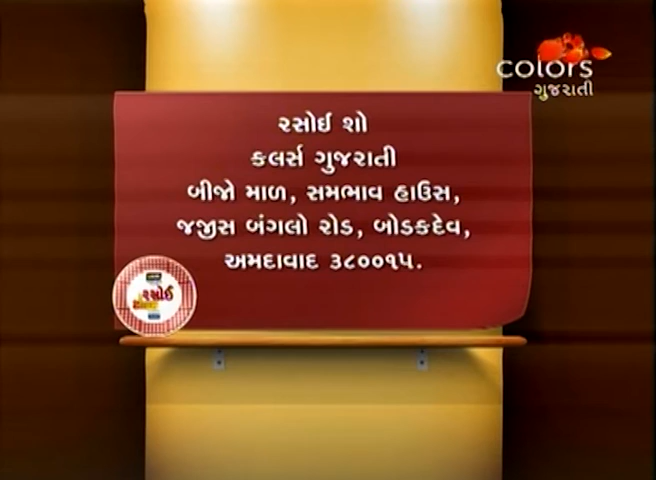 colors
ગુજરાતી
રસોઈ શો
કલર્સ ગુજરાતી
બીજો માળ, સમભાવ હાઉસ,
જજીસ બંગલો રોડ, બોડકદેવ,
અમદાવાદ ૩૮૦૦૧૫.
રસોઈ